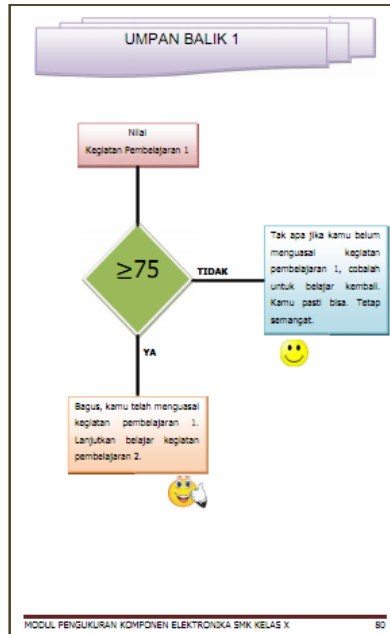 UMPAN BALIK 1
Nilai
Kegiatan Pembelajaran 1
≥75
TIDAK
Tak apa jika kamu belum
menguasai kegiatan
pembelajaran 1, cobalah
untuk belajar kembali.
Kamu pasti bisa. Tetap
semangat.
YA
Bagus, kamu telah menguasai
kegiatan pembelajaran 1.
Lanjutkan belajar kegiatan
pembelajaran 2.
MODUL PENGUKURAN KOMPONEN ELEKTRONIKA SMK KELAS X 80